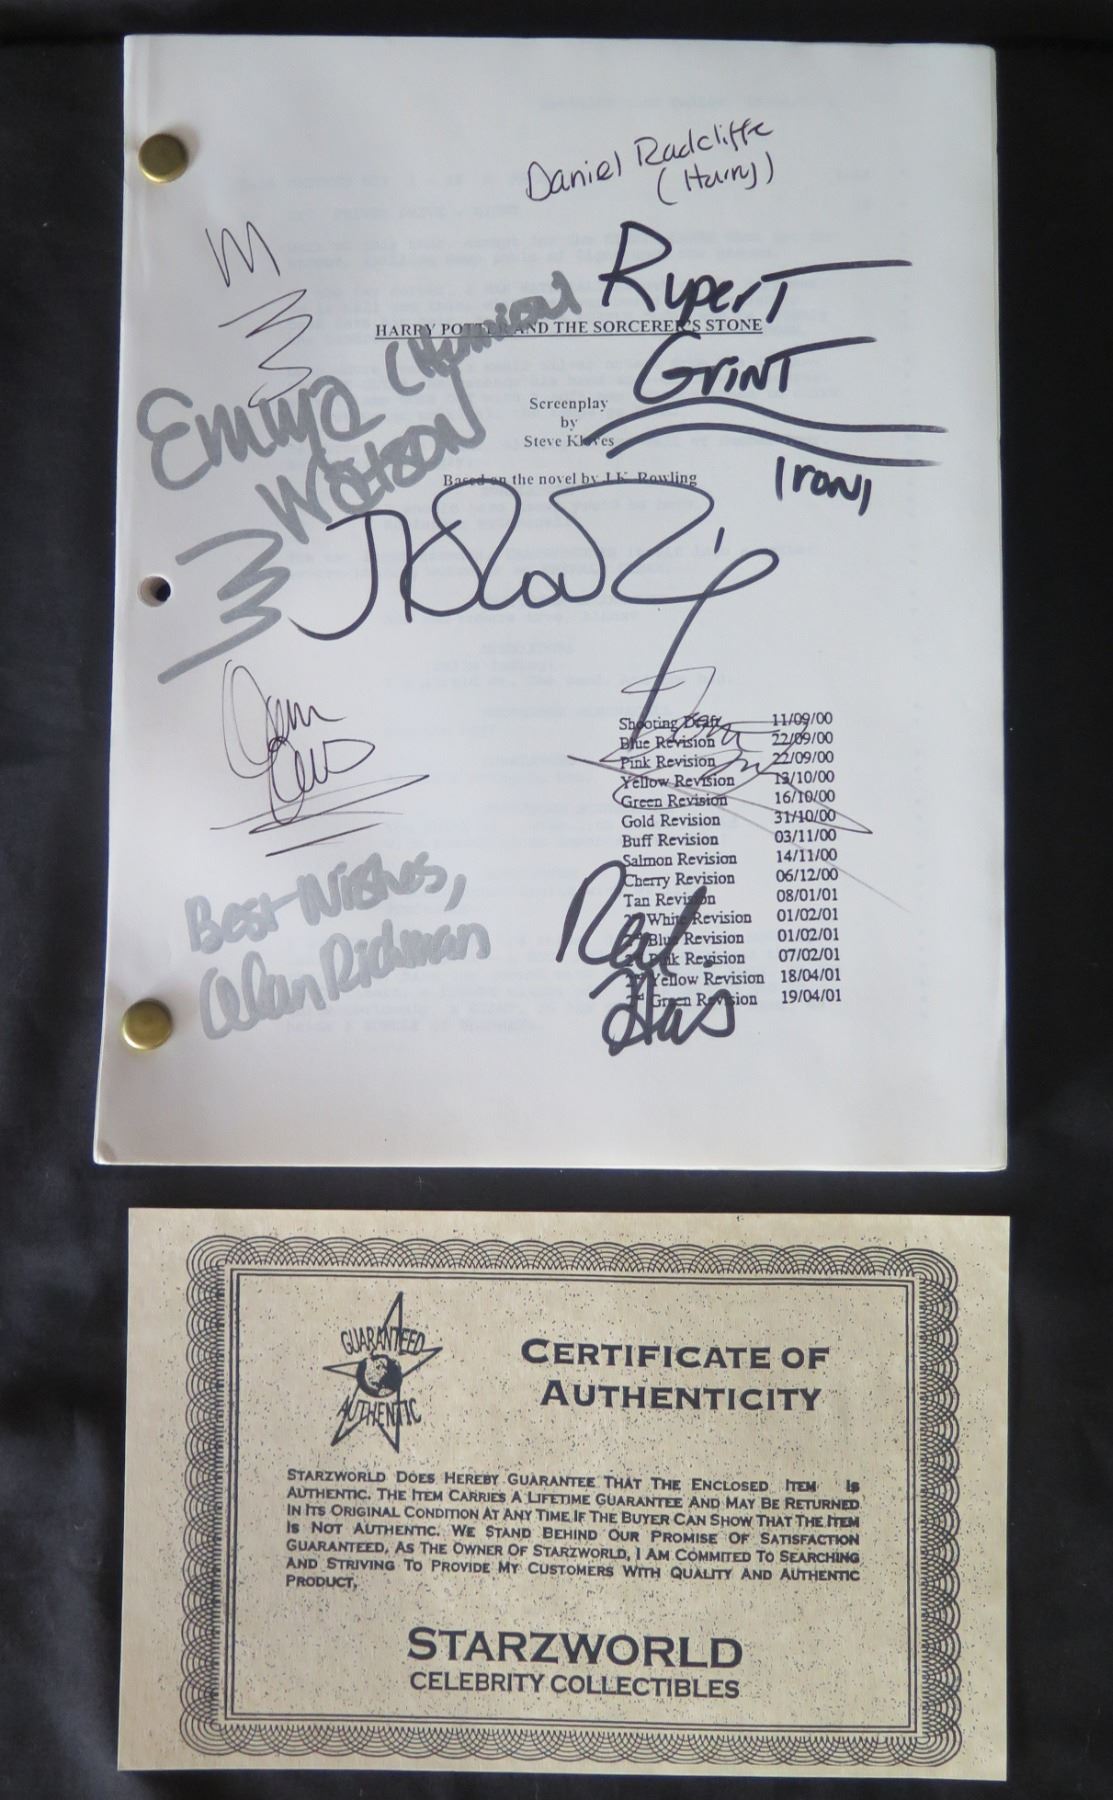 Daniel Radcliffe
(Harry)
Rupert
Grint
(Ron)
HARRY POTTER AND THE SORCERER'S STONE
Emma (Hermione)
Watson
Screenplay
by
Steve Kloves
Based on the novel by J.K. Rowling
Shooting Draft 11/09/00
Blue Revision 22/09/00
Pink Revision 22/09/00
Yellow Revision 13/10/00
Green Revision 16/10/00
Gold Revision 31/10/00
Buff Revision 03/11/00
Salmon Revision 14/11/00
Cherry Revision 06/12/00
Tan Revision 08/01/01
2nd White Revision 01/02/01
2nd Blue Revision 01/02/01
2nd Pink Revision 07/02/01
2nd Yellow Revision 18/04/01
2nd Green Revision 19/04/01
Best Wishes,
Alan Rickman
GUARANTEED
AUTHENTIC
CERTIFICATE OF
AUTHENTICITY
STARZWORLD DOES HEREBY GUARANTEE THAT THE ENCLOSED ITEM IS
AUTHENTIC. THE ITEM CARRIES A LIFETIME GUARANTEE AND MAY BE RETURNED
IN ITS ORIGINAL CONDITION AT ANY TIME IF THE BUYER CAN SHOW THAT THE ITEM
IS NOT AUTHENTIC. WE STAND BEHIND OUR PROMISE OF SATISFACTION
GUARANTEED. AS THE OWNER OF STARZWORLD, I AM COMMITED TO SEARCHING
AND STRIVING TO PROVIDE MY CUSTOMERS WITH QUALITY AND AUTHENTIC
PRODUCT.
STARZWORLD
CELEBRITY COLLECTIBLES